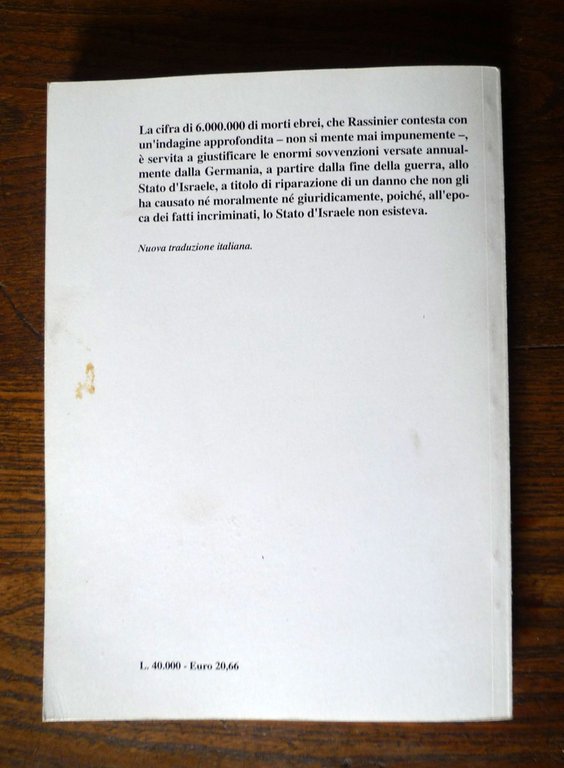 La cifra di 6.000.000 di morti ebrei, che Rassinier contesta con
un'indagine approfondita – non si mente mai impunemente –,
è servita a giustificare le enormi sovvenzioni versate annual-
mente dalla Germania, a partire dalla fine della guerra, allo
Stato d'Israele, a titolo di riparazione di un danno che non gli
ha causato né moralmente né giuridicamente, poiché, all'epo-
ca dei fatti incriminati, lo Stato d'Israele non esisteva.
Nuova traduzione italiana.
L. 40.000 - Euro 20,66